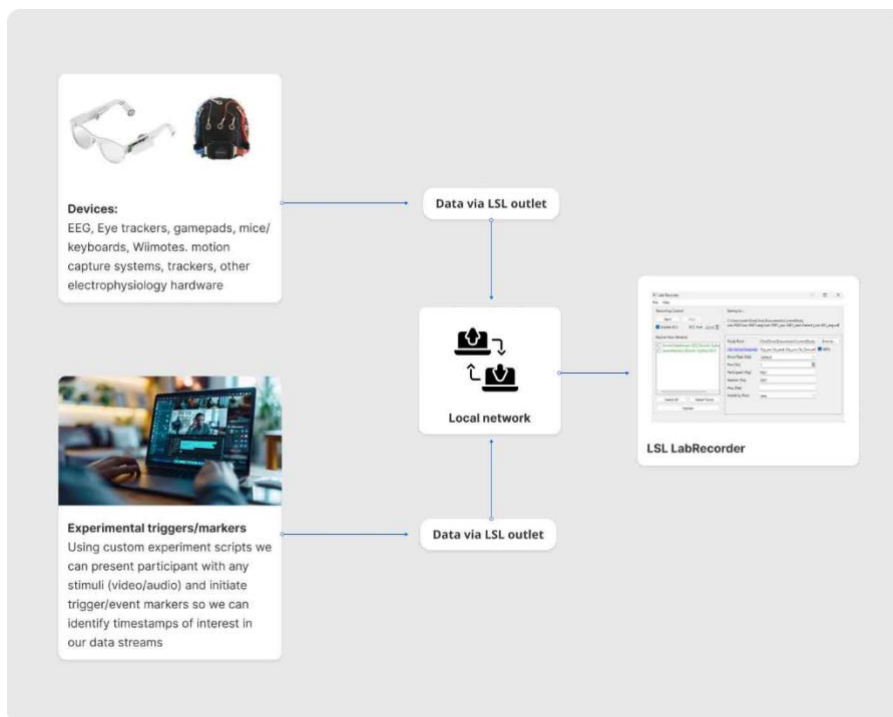 Devices:
EEG, Eye trackers, gamepads, mice/
keyboards, Wiimotes. motion
capture systems, trackers, other
electrophysiology hardware
Data via LSL outlet
Local network
LSL LabRecorder
Experimental triggers/markers
Using custom experiment scripts we
can present participant with any
stimuli (video/audio) and initiate
trigger/event markers so we can
identify timestamps of interest in
our data streams
Data via LSL outlet